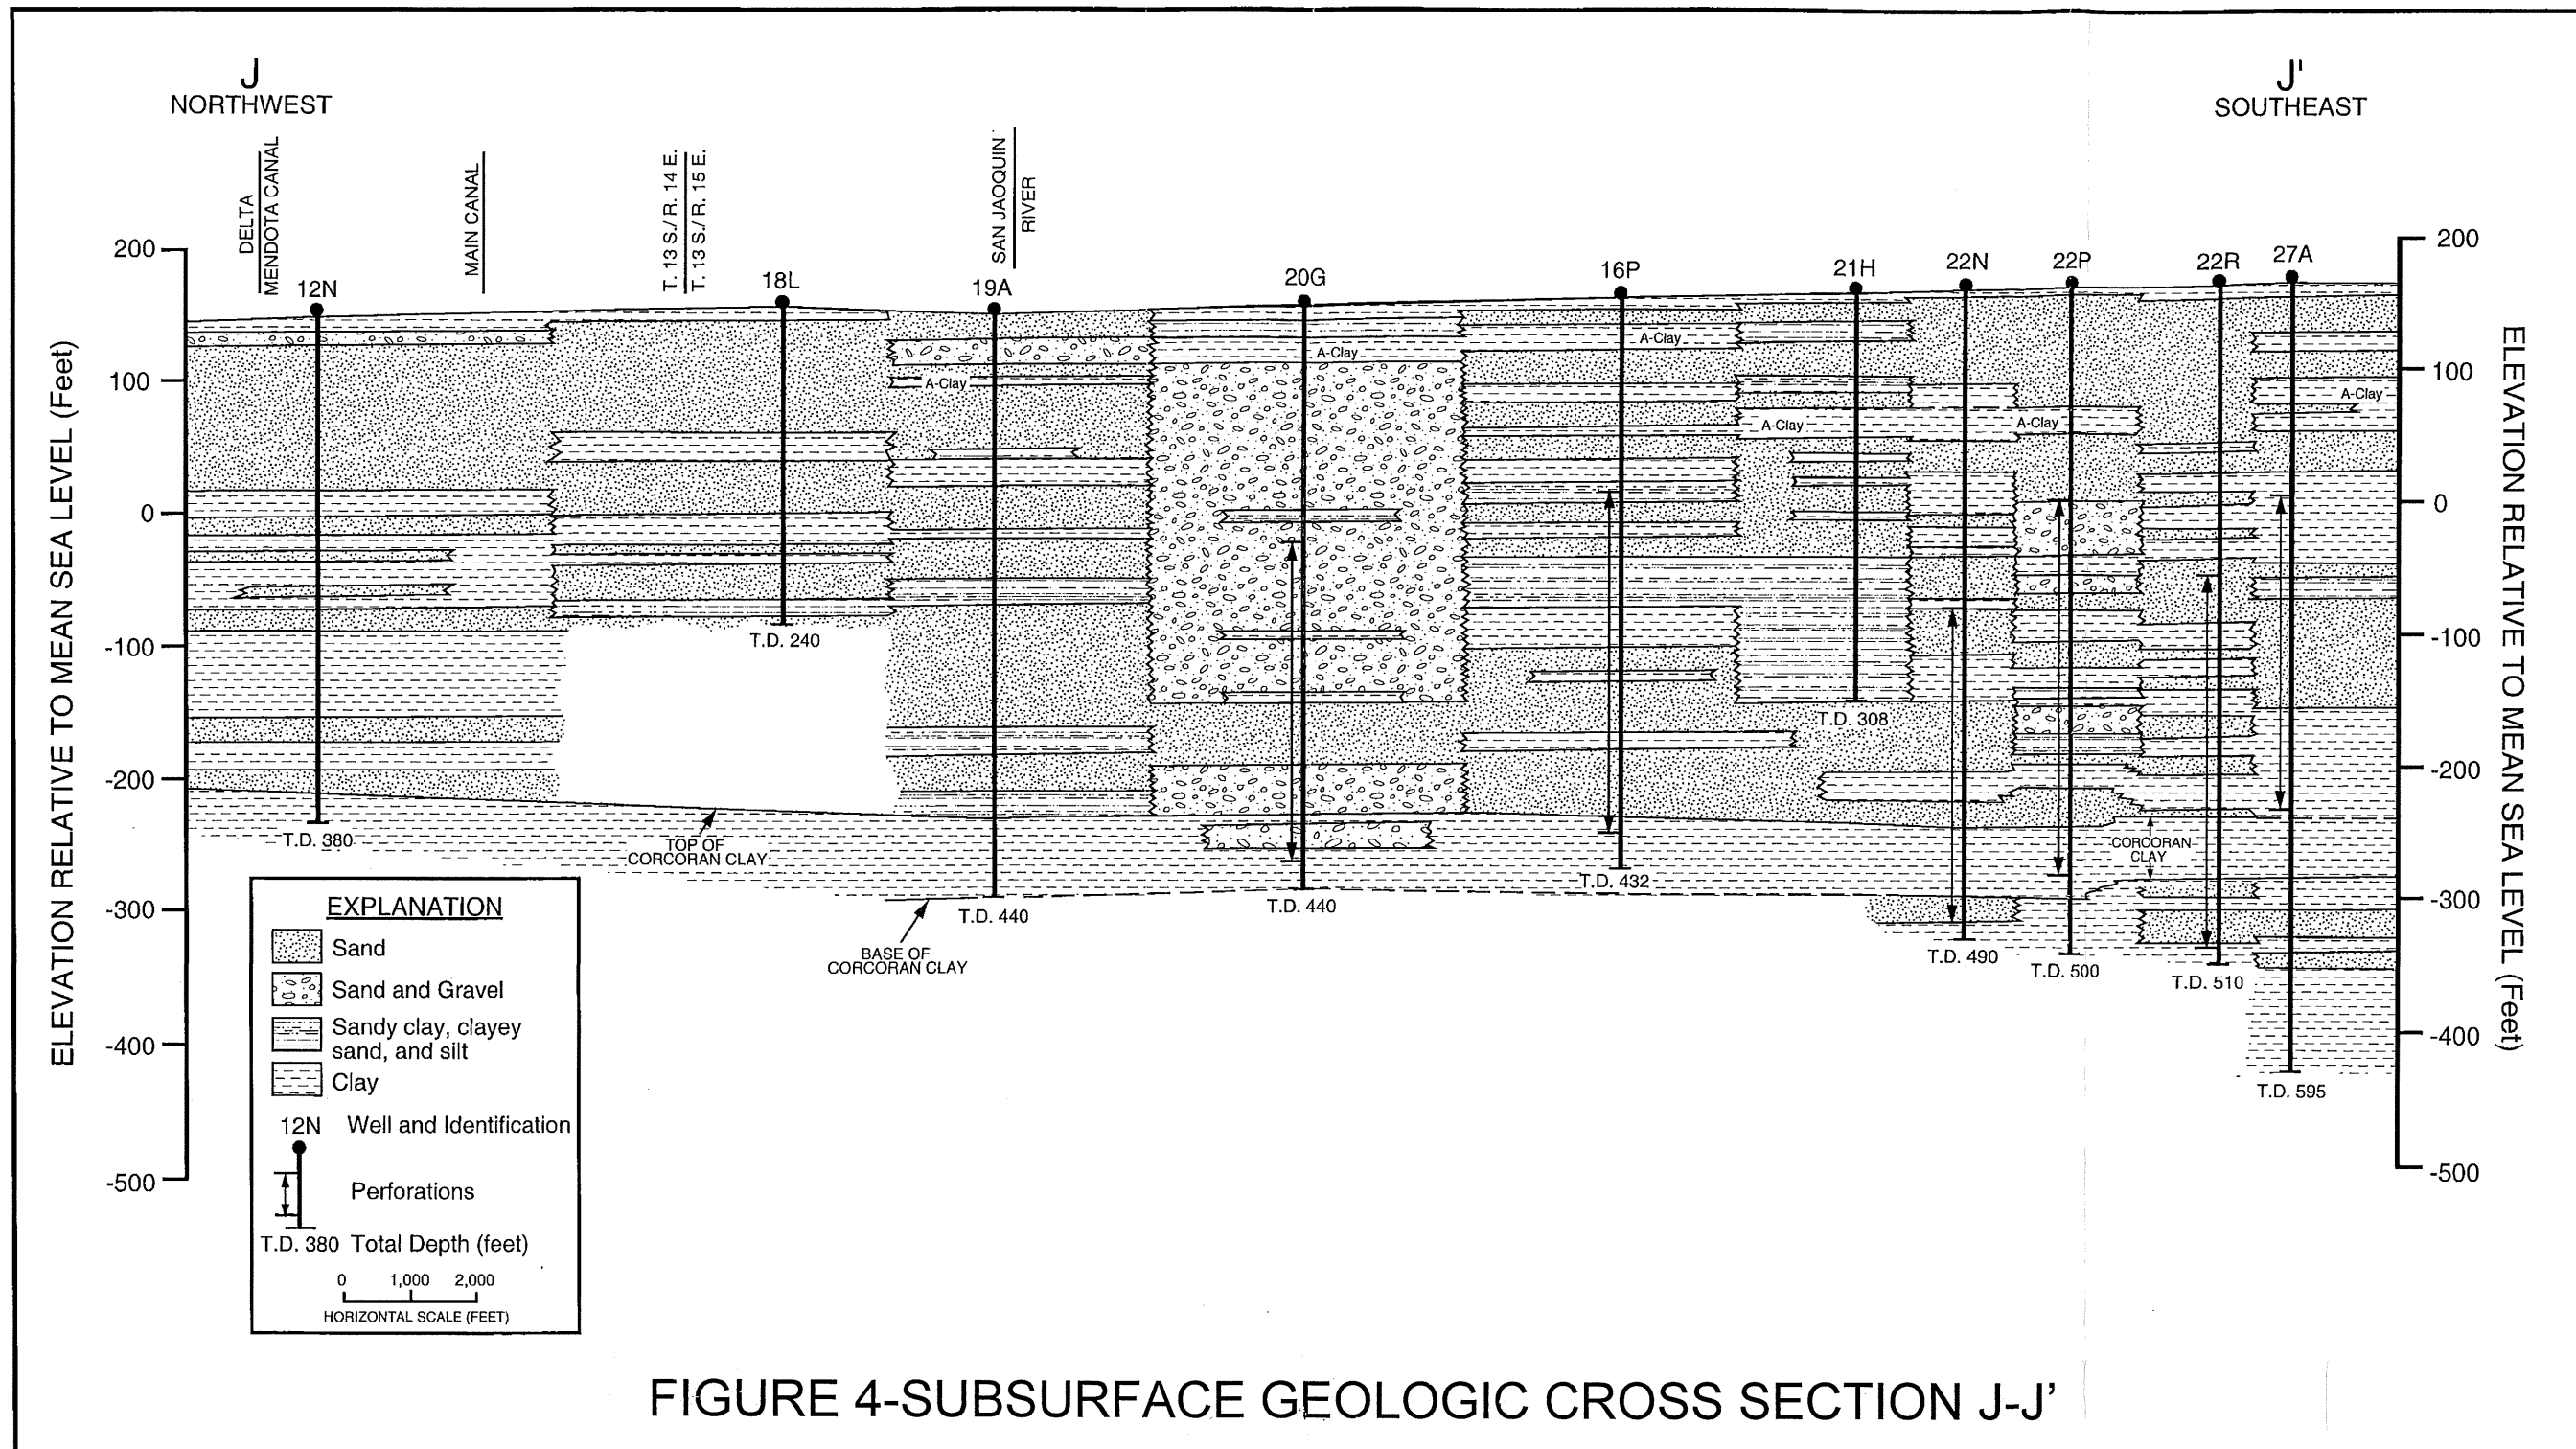 J
NORTHWEST
J'
SOUTHEAST
DELTA
MENDOTA CANAL
MAIN CANAL
T. 13 S./ R. 14 E.
T. 13 S./ R. 15 E.
SAN JAOQUIN
RIVER
12N
18L
19A
20G
16P
21H
22N
22P
22R
27A
ELEVATION RELATIVE TO MEAN SEA LEVEL (Feet)
200
100
0
-100
-200
-300
-400
-500
200
100
0
-100
-200
-300
-400
-500
ELEVATION RELATIVE TO MEAN SEA LEVEL (Feet)
A-Clay
A-Clay
A-Clay
A-Clay
A-Clay
A-Clay
T.D. 380
T.D. 240
T.D. 440
T.D. 440
T.D. 432
T.D. 308
T.D. 490
T.D. 500
T.D. 510
T.D. 595
TOP OF
CORCORAN CLAY
BASE OF
CORCORAN CLAY
CORCORAN
CLAY
EXPLANATION
Sand
Sand and Gravel
Sandy clay, clayey
sand, and silt
Clay
12N Well and Identification
Perforations
T.D. 380 Total Depth (feet)
0 1,000 2,000
HORIZONTAL SCALE (FEET)
FIGURE 4-SUBSURFACE GEOLOGIC CROSS SECTION J-J'